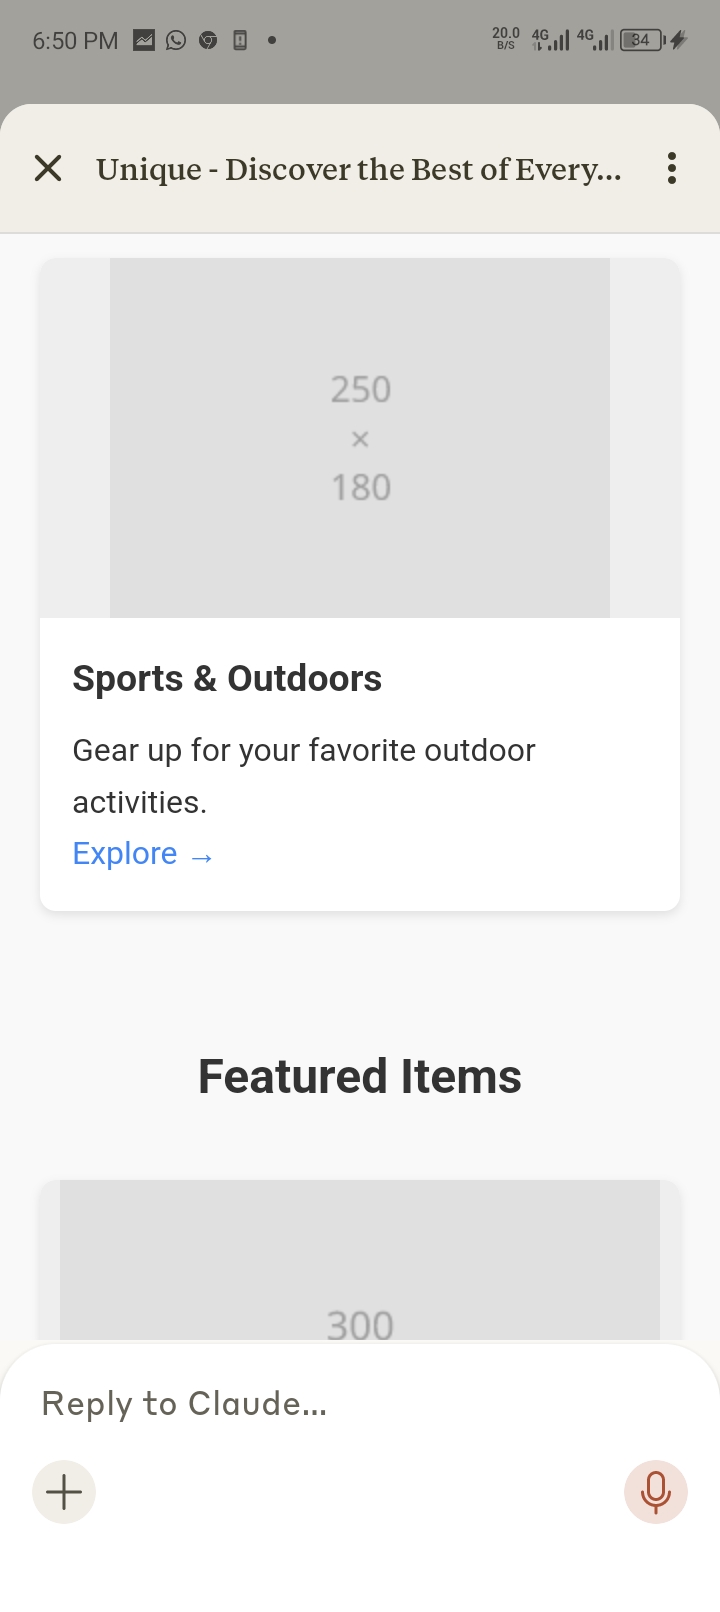 6:50 PM
20.0 B/S 4G 4G 34
Unique - Discover the Best of Every...
250
×
180
Sports & Outdoors
Gear up for your favorite outdoor
activities.
Explore →
Featured Items
300
Reply to Claude...